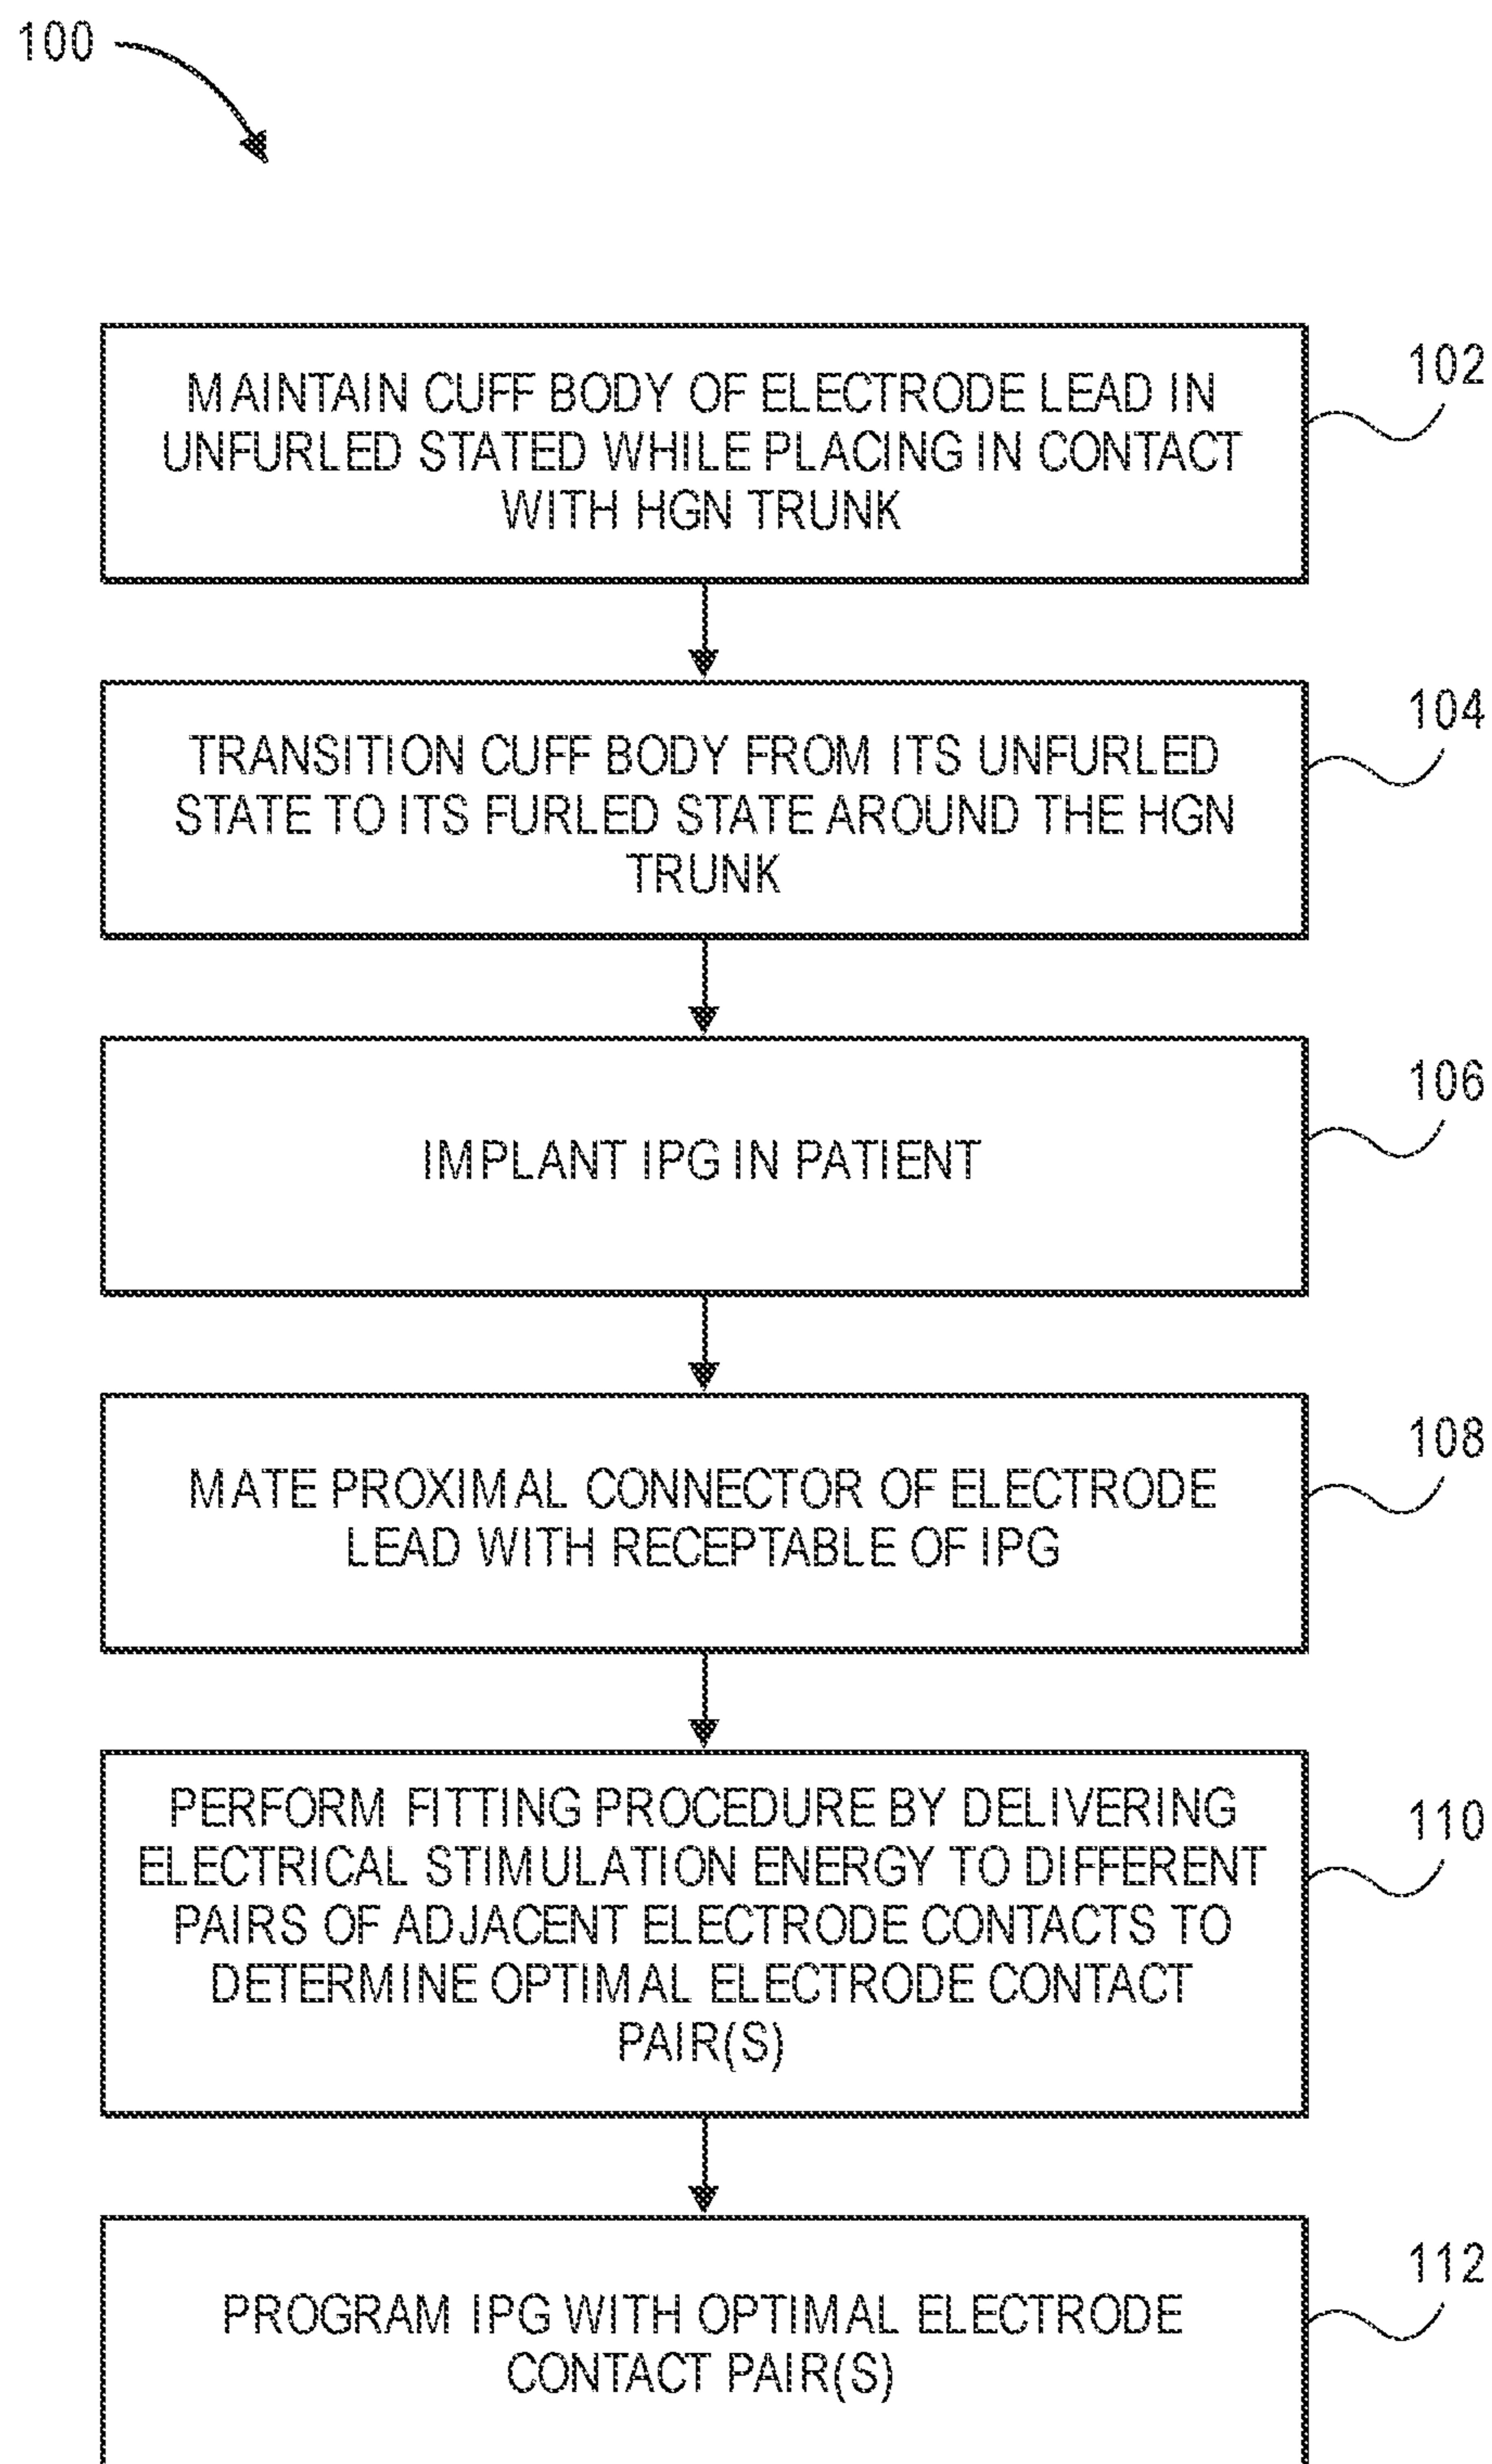 100
102
MAINTAIN CUFF BODY OF ELECTRODE LEAD IN
UNFURLED STATED WHILE PLACING IN CONTACT
WITH HGN TRUNK
104
TRANSITION CUFF BODY FROM ITS UNFURLED
STATE TO ITS FURLED STATE AROUND THE HGN
TRUNK
106
IMPLANT IPG IN PATIENT
108
MATE PROXIMAL CONNECTOR OF ELECTRODE
LEAD WITH RECEPTABLE OF IPG
110
PERFORM FITTING PROCEDURE BY DELIVERING
ELECTRICAL STIMULATION ENERGY TO DIFFERENT
PAIRS OF ADJACENT ELECTRODE CONTACTS TO
DETERMINE OPTIMAL ELECTRODE CONTACT
PAIR(S)
112
PROGRAM IPG WITH OPTIMAL ELECTRODE
CONTACT PAIR(S)